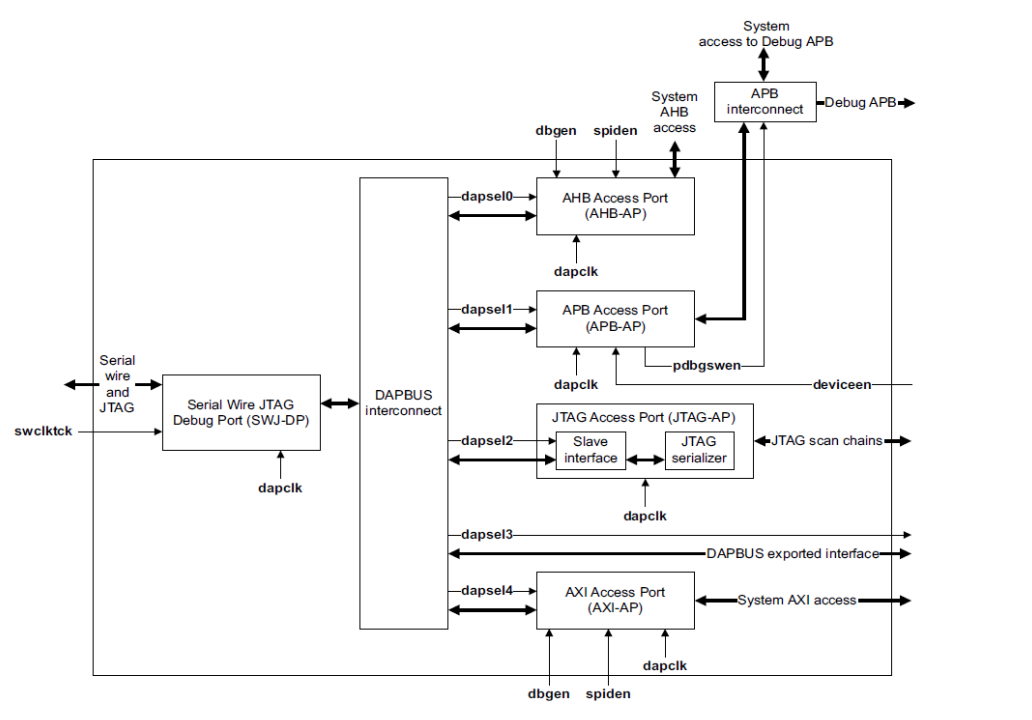 System
access to Debug APB
APB
interconnect
Debug APB
System
AHB
access
dbgen
spiden
dapsel0
AHB Access Port
(AHB-AP)
dapclk
dapsel1
APB Access Port
(APB-AP)
pdbgswen
dapclk
deviceen
Serial
wire
and
JTAG
swclktck
Serial Wire JTAG
Debug Port (SWJ-DP)
dapclk
DAPBUS
interconnect
JTAG Access Port (JTAG-AP)
dapsel2
Slave
interface
JTAG
serializer
JTAG scan chains
dapclk
dapsel3
DAPBUS exported interface
dapsel4
AXI Access Port
(AXI-AP)
System AXI access
dapclk
dbgen
spiden